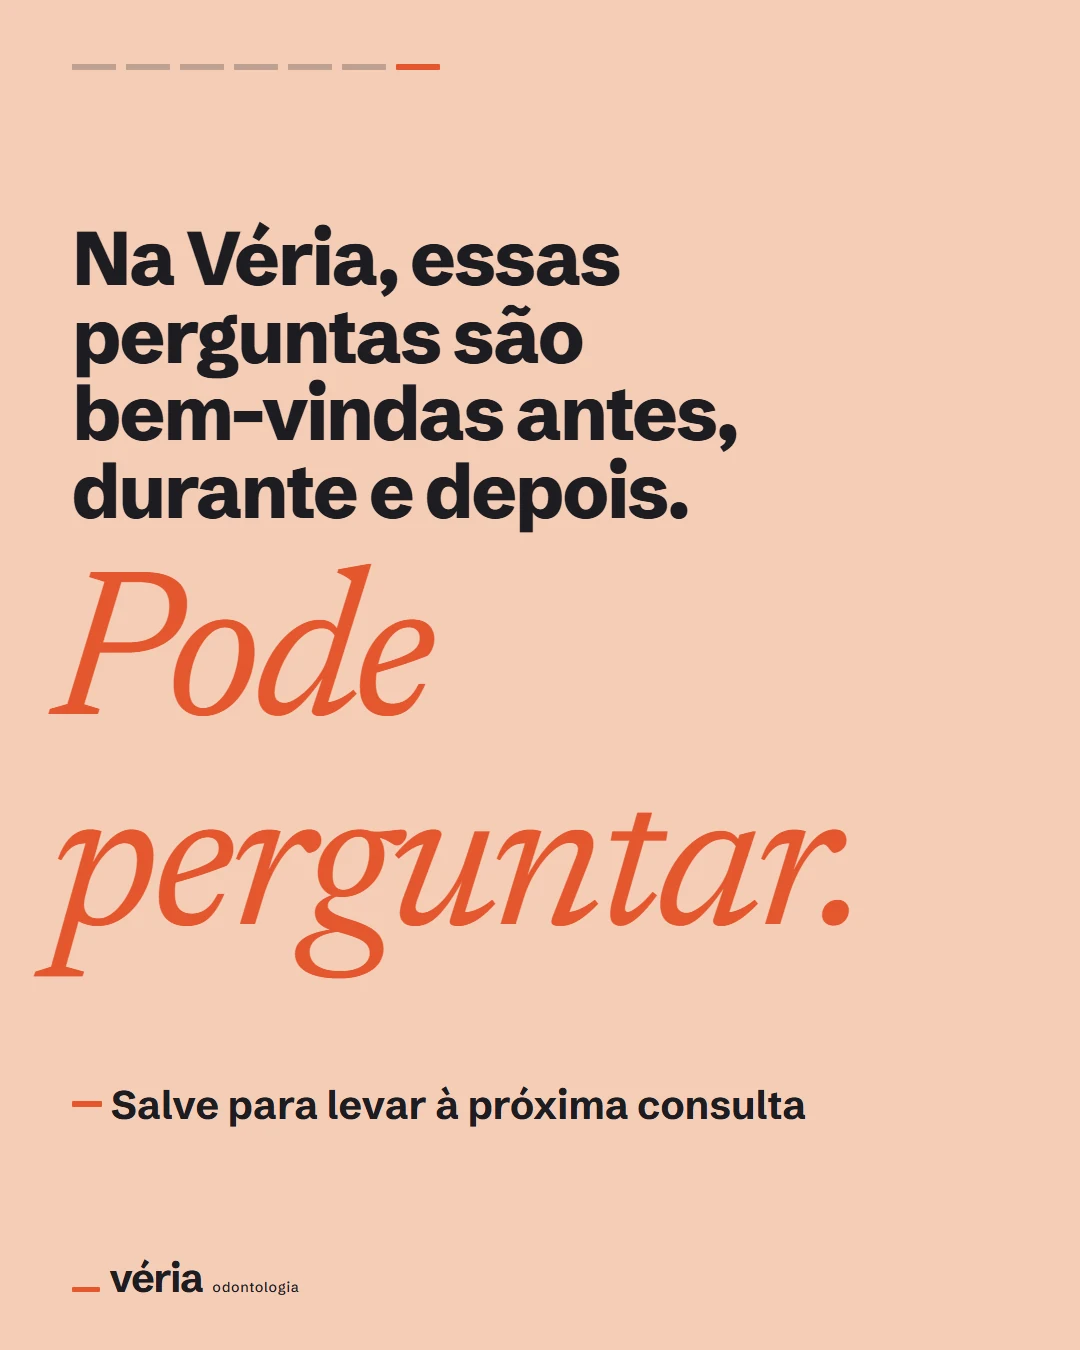 Na Véria, essas
perguntas são
bem-vindas antes,
durante e depois.
Pode
perguntar.
Salve para levar à próxima consulta
véria odontologia